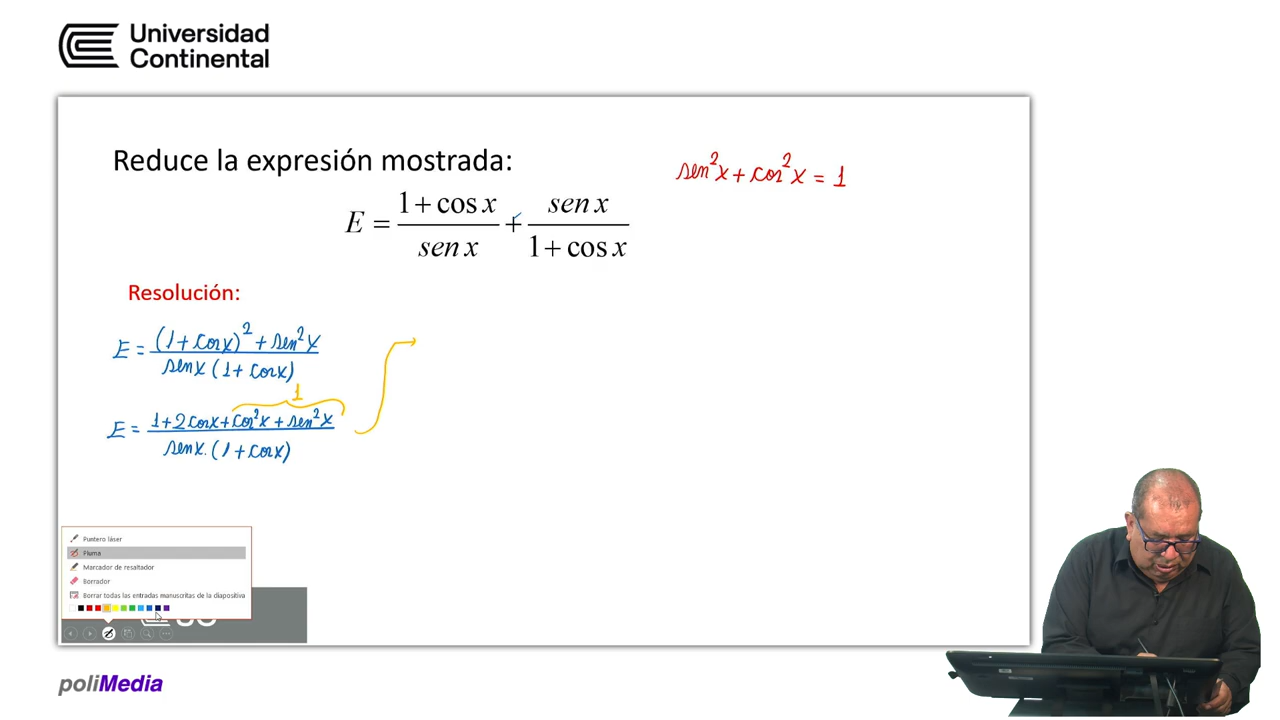 Universidad
Continental
Reduce la expresión mostrada:
sen²x + cos²x = 1
E = (1 + cos x)/(sen x) + (sen x)/(1 + cos x)
Resolución:
E = ((1 + cosx)² + sen²x)/(senx (1 + cosx))
1
E = (1 + 2cosx + cos²x + sen²x)/(senx. (1 + cosx))
Puntero láser
Pluma
Marcador de resaltador
Borrador
Borrar todas las entradas manuscritas de la diapositiva
poliMedia